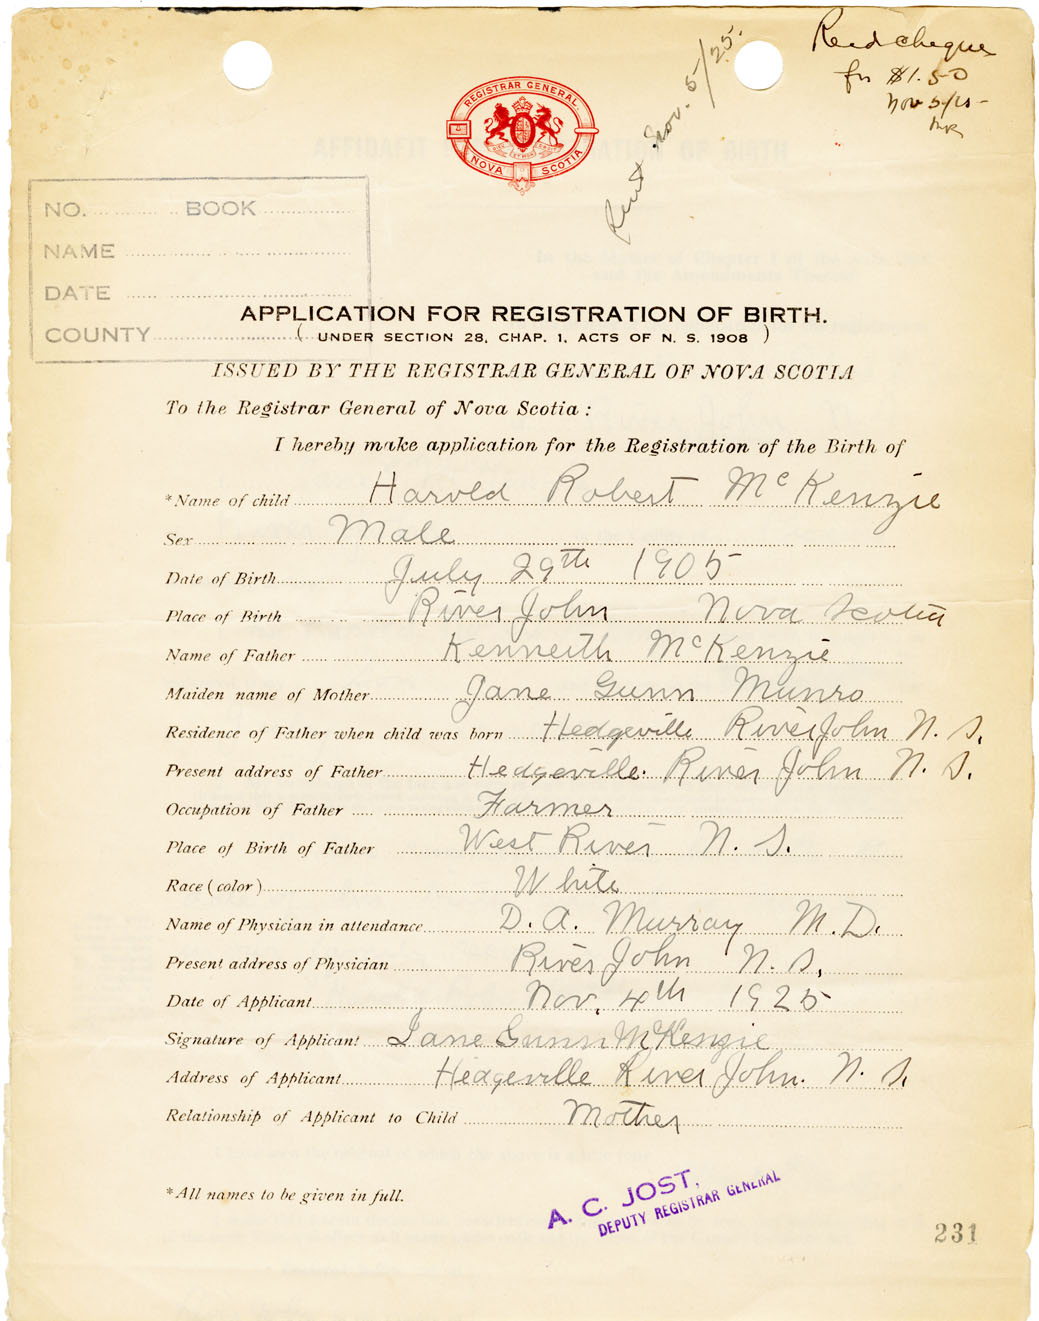 Recd cheque
for $1.50
Nov 5/25-
Nov. 5/25.
REGISTRAR GENERAL.
NOVA SCOTIA
NO. BOOK
NAME
DATE
COUNTY
APPLICATION FOR REGISTRATION OF BIRTH.
( UNDER SECTION 28, CHAP. 1, ACTS OF N. S. 1908 )
ISSUED BY THE REGISTRAR GENERAL OF NOVA SCOTIA
To the Registrar General of Nova Scotia :
I hereby make application for the Registration of the Birth of
*Name of child Harold Robert McKenzie
Sex Male
Date of Birth July 29th 1905
Place of Birth River John Nova Scotia
Name of Father Kenneith McKenzie
Maiden name of Mother Jane Gunn Munro
Residence of Father when child was born Hedgeville River John N. S.
Present address of Father Hedgeville. River John N. S.
Occupation of Father Farmer
Place of Birth of Father West River N. S.
Race (color) White
Name of Physician in attendance D. A. Murray M.D.
Present address of Physician River John N. S.
Date of Applicant Nov. 4th 1925
Signature of Applicant Jane Gunn McKenzie
Address of Applicant Hedgeville River John. N. S.
Relationship of Applicant to Child Mother
*All names to be given in full.
A. C. JOST,
DEPUTY REGISTRAR GENERAL
231